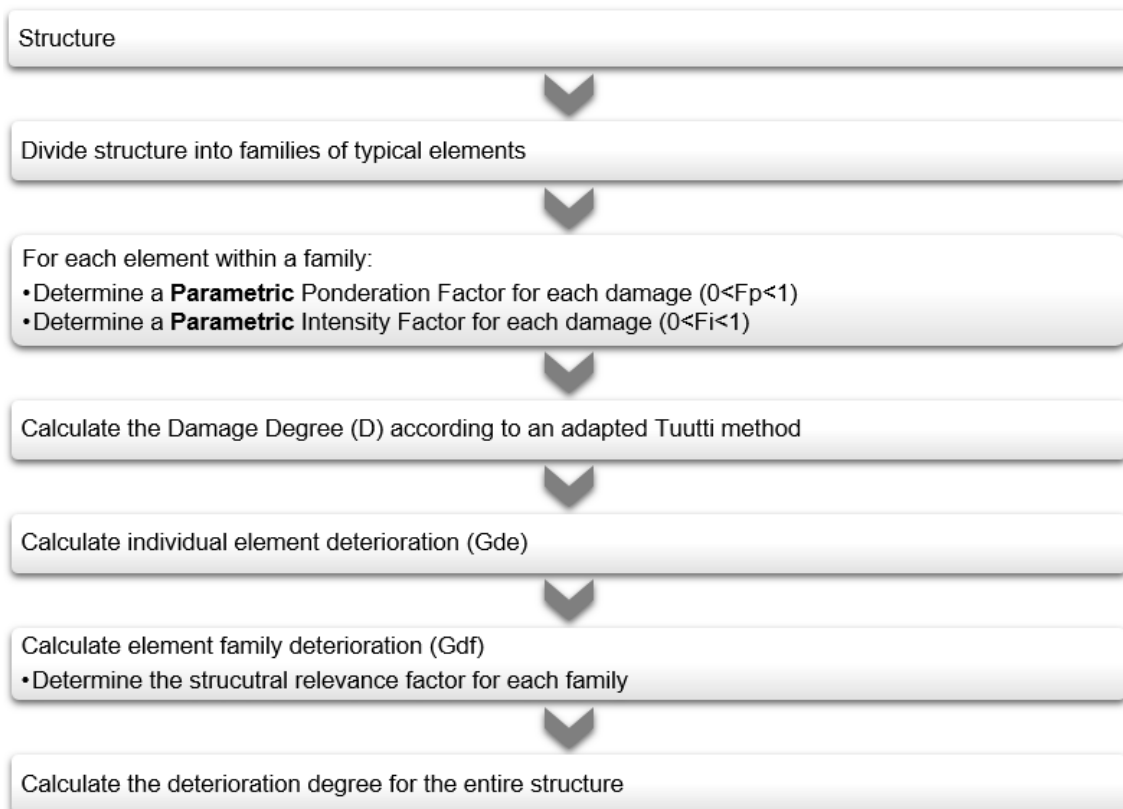 Structure
Divide structure into families of typical elements
For each element within a family:
•Determine a Parametric Ponderation Factor for each damage (0<Fp<1)
•Determine a Parametric Intensity Factor for each damage (0<Fi<1)
Calculate the Damage Degree (D) according to an adapted Tuutti method
Calculate individual element deterioration (Gde)
Calculate element family deterioration (Gdf)
•Determine the strucutral relevance factor for each family
Calculate the deterioration degree for the entire structure